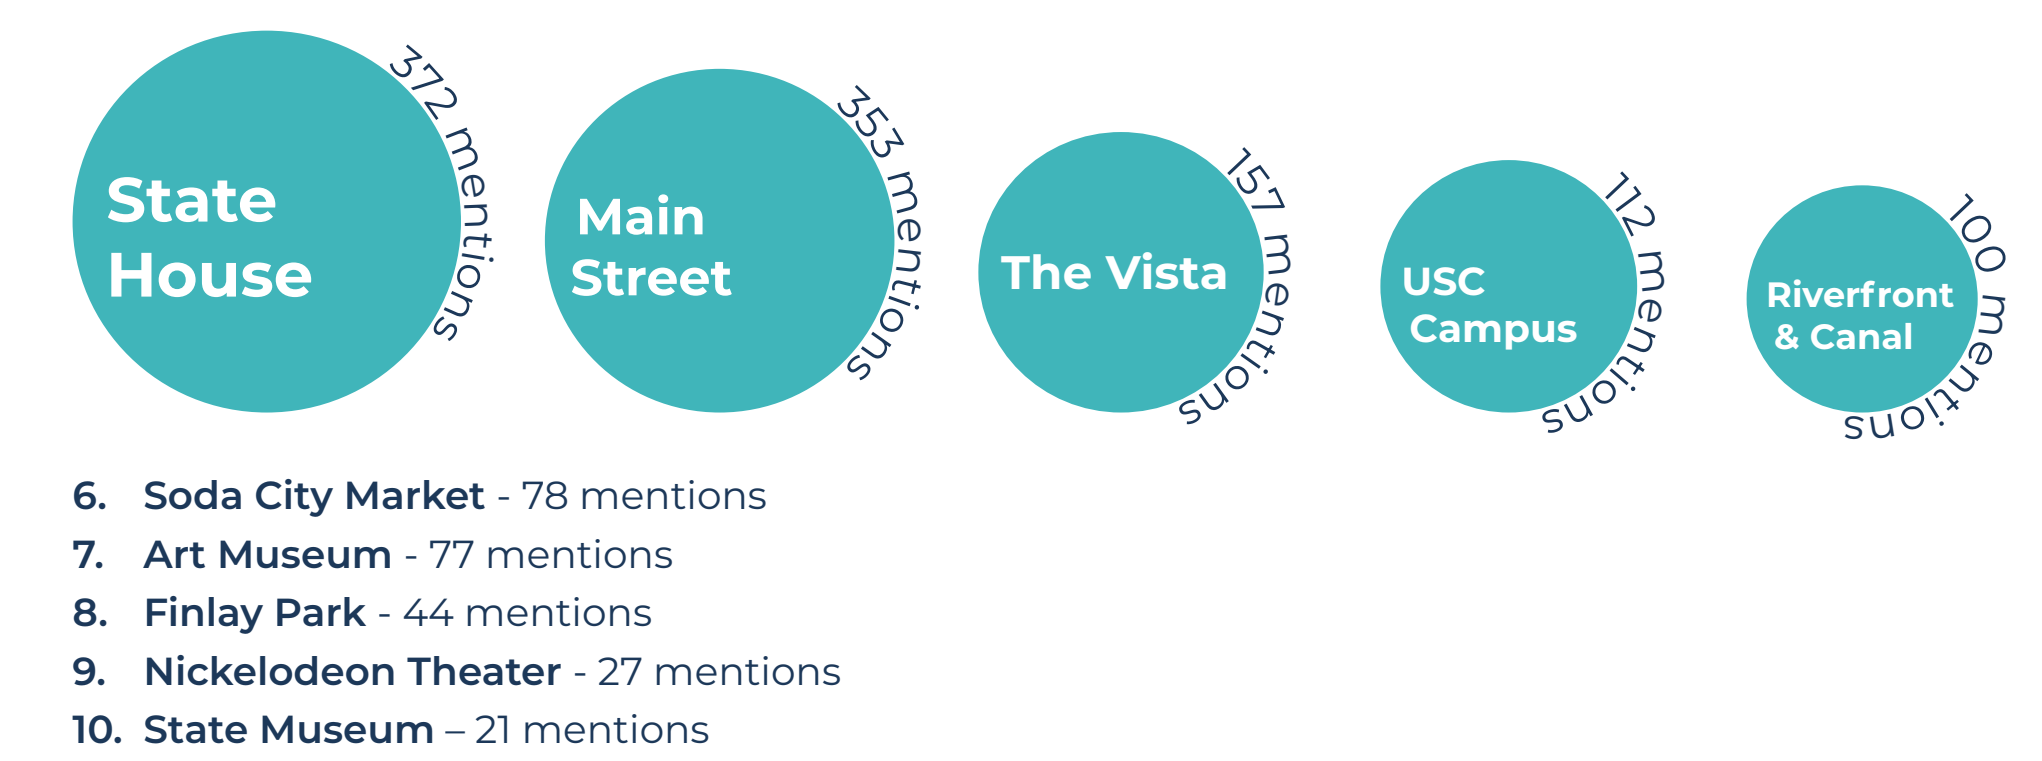 State
House
372 mentions
Main
Street
353 mentions
The Vista
157 mentions
USC
Campus
112 mentions
Riverfront
& Canal
100 mentions
6. Soda City Market - 78 mentions
7. Art Museum - 77 mentions
8. Finlay Park - 44 mentions
9. Nickelodeon Theater - 27 mentions
10. State Museum – 21 mentions